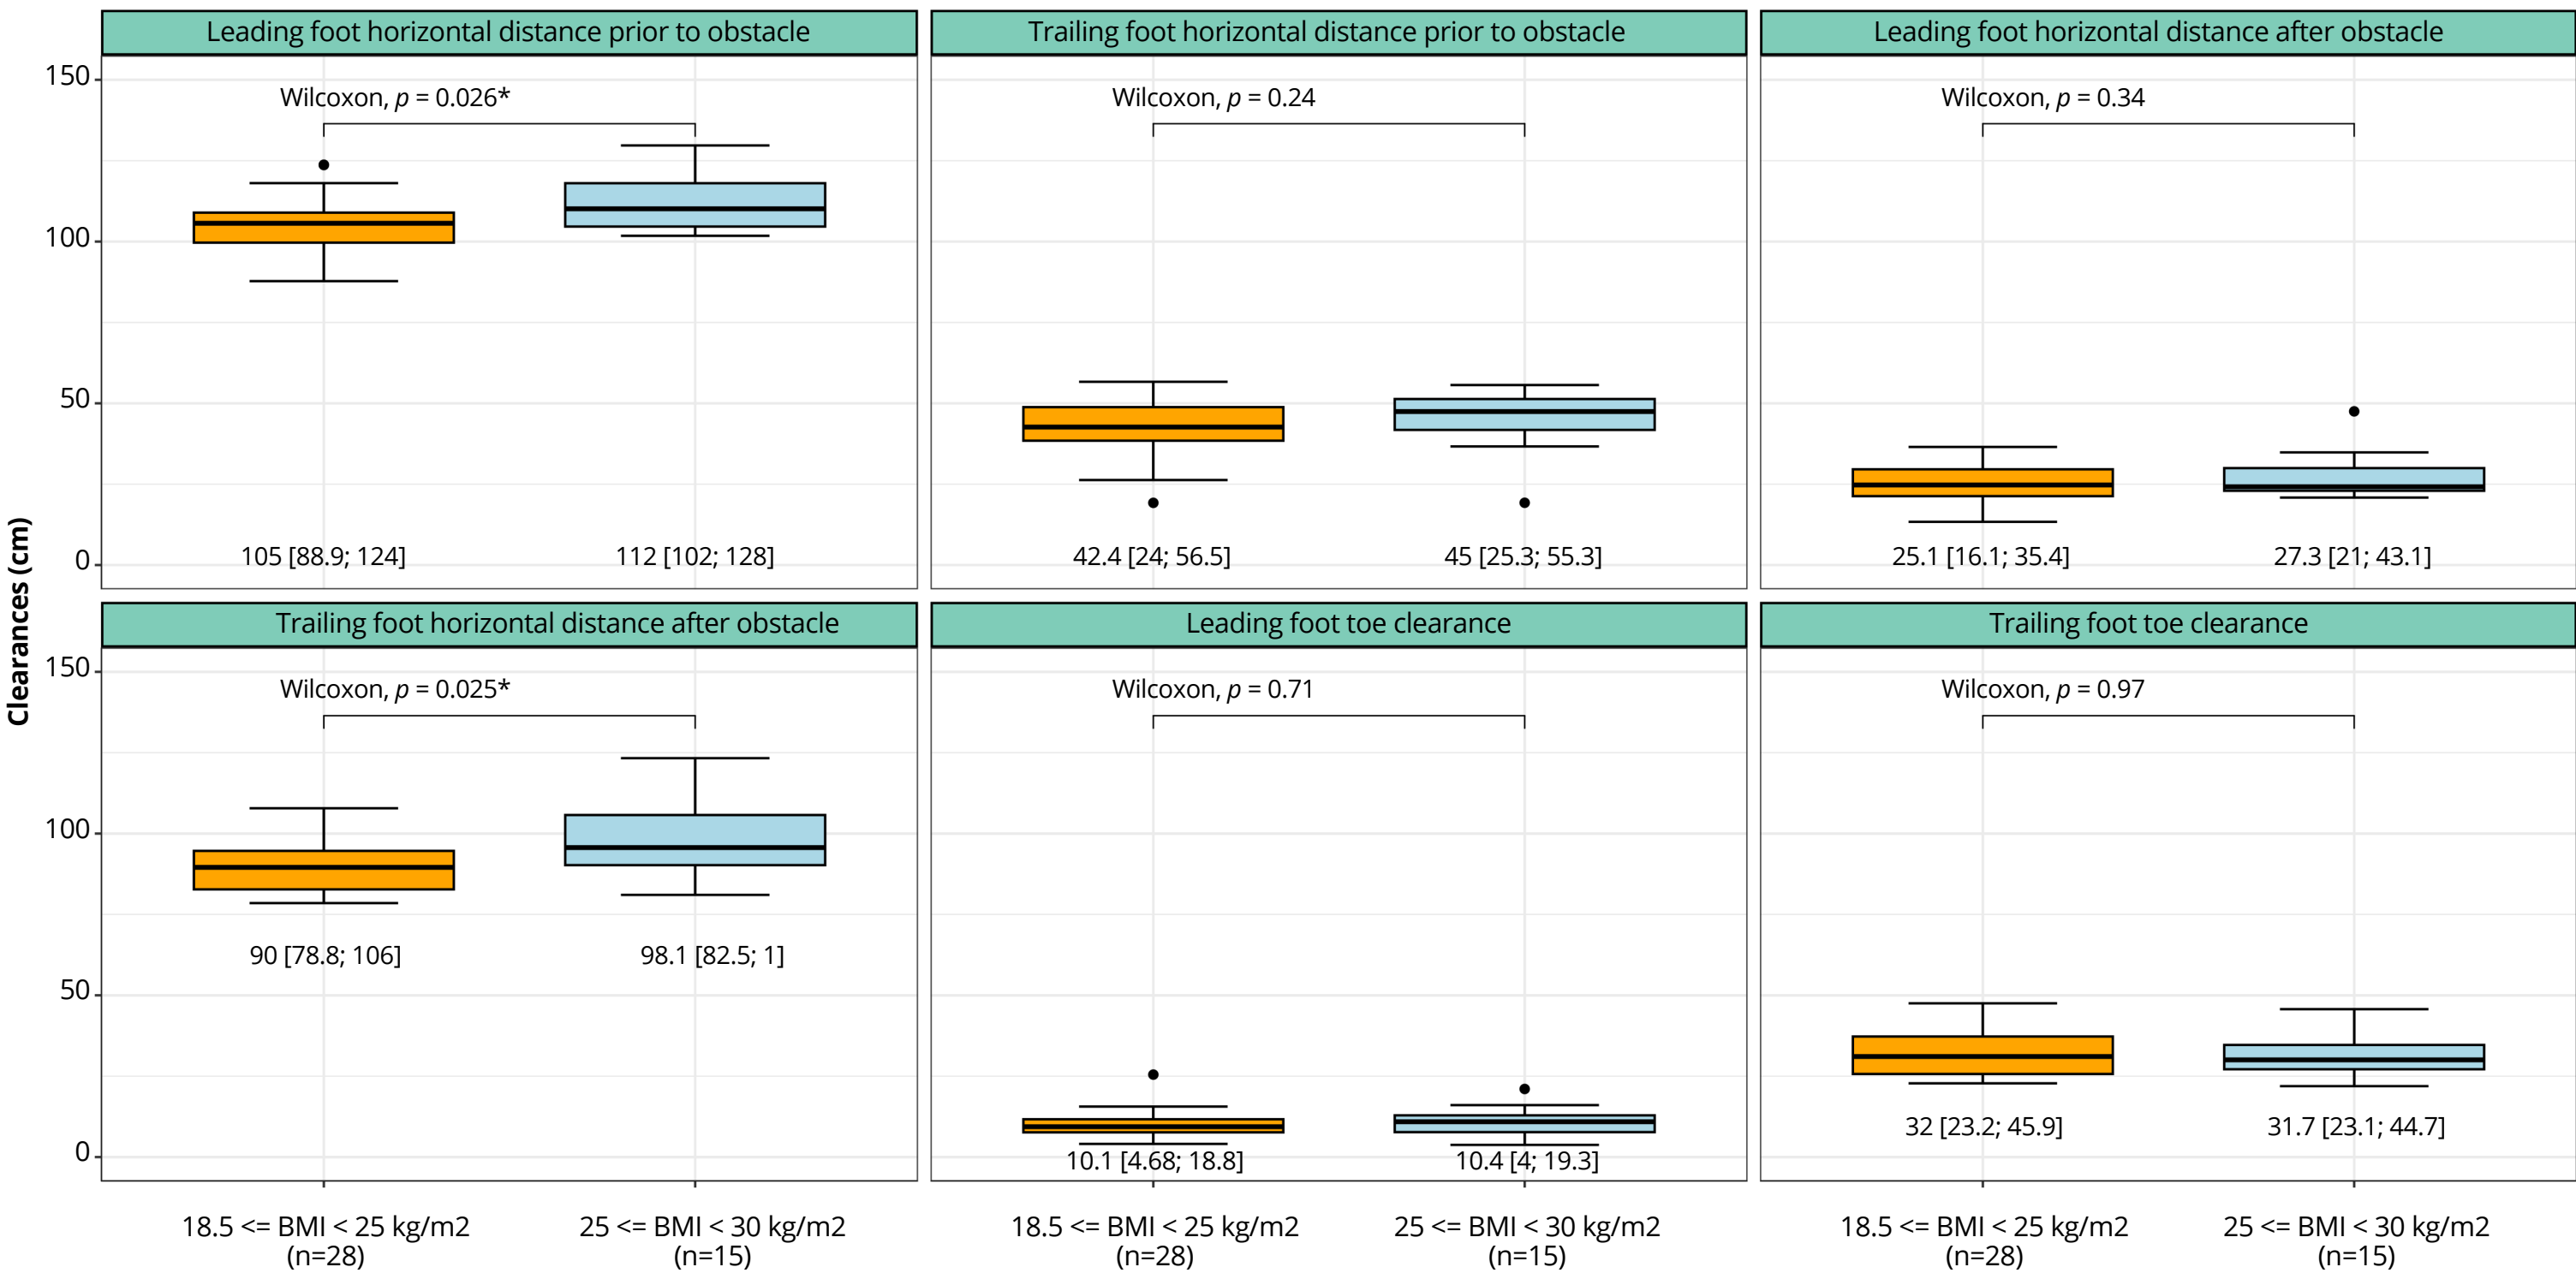 Leading foot horizontal distance prior to obstacle
Trailing foot horizontal distance prior to obstacle
Leading foot horizontal distance after obstacle
150
100
50
0
Wilcoxon, p = 0.026*
105 [88.9; 124]
112 [102; 128]
Wilcoxon, p = 0.24
42.4 [24; 56.5]
45 [25.3; 55.3]
Wilcoxon, p = 0.34
25.1 [16.1; 35.4]
27.3 [21; 43.1]
Clearances (cm)
Trailing foot horizontal distance after obstacle
Leading foot toe clearance
Trailing foot toe clearance
150
100
50
0
Wilcoxon, p = 0.025*
90 [78.8; 106]
98.1 [82.5; 1]
Wilcoxon, p = 0.71
10.1 [4.68; 18.8]
10.4 [4; 19.3]
Wilcoxon, p = 0.97
32 [23.2; 45.9]
31.7 [23.1; 44.7]
18.5 <= BMI < 25 kg/m2
(n=28)
25 <= BMI < 30 kg/m2
(n=15)
18.5 <= BMI < 25 kg/m2
(n=28)
25 <= BMI < 30 kg/m2
(n=15)
18.5 <= BMI < 25 kg/m2
(n=28)
25 <= BMI < 30 kg/m2
(n=15)